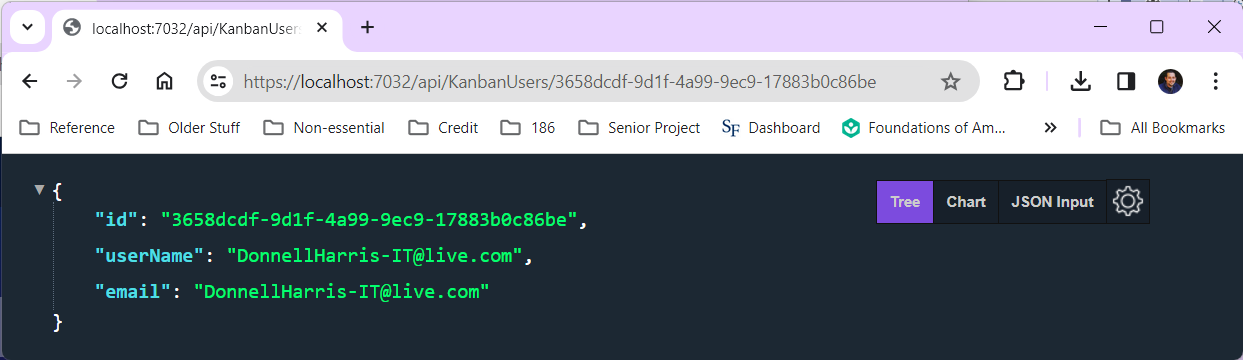 localhost:7032/api/KanbanUsers
https://localhost:7032/api/KanbanUsers/3658dcdf-9d1f-4a99-9ec9-17883b0c86be
Reference Older Stuff Non-essential Credit 186 Senior Project SF Dashboard Foundations of Am... » All Bookmarks
{
Tree Chart JSON Input
"id": "3658dcdf-9d1f-4a99-9ec9-17883b0c86be",
"userName": "DonnellHarris-IT@live.com",
"email": "DonnellHarris-IT@live.com"
}